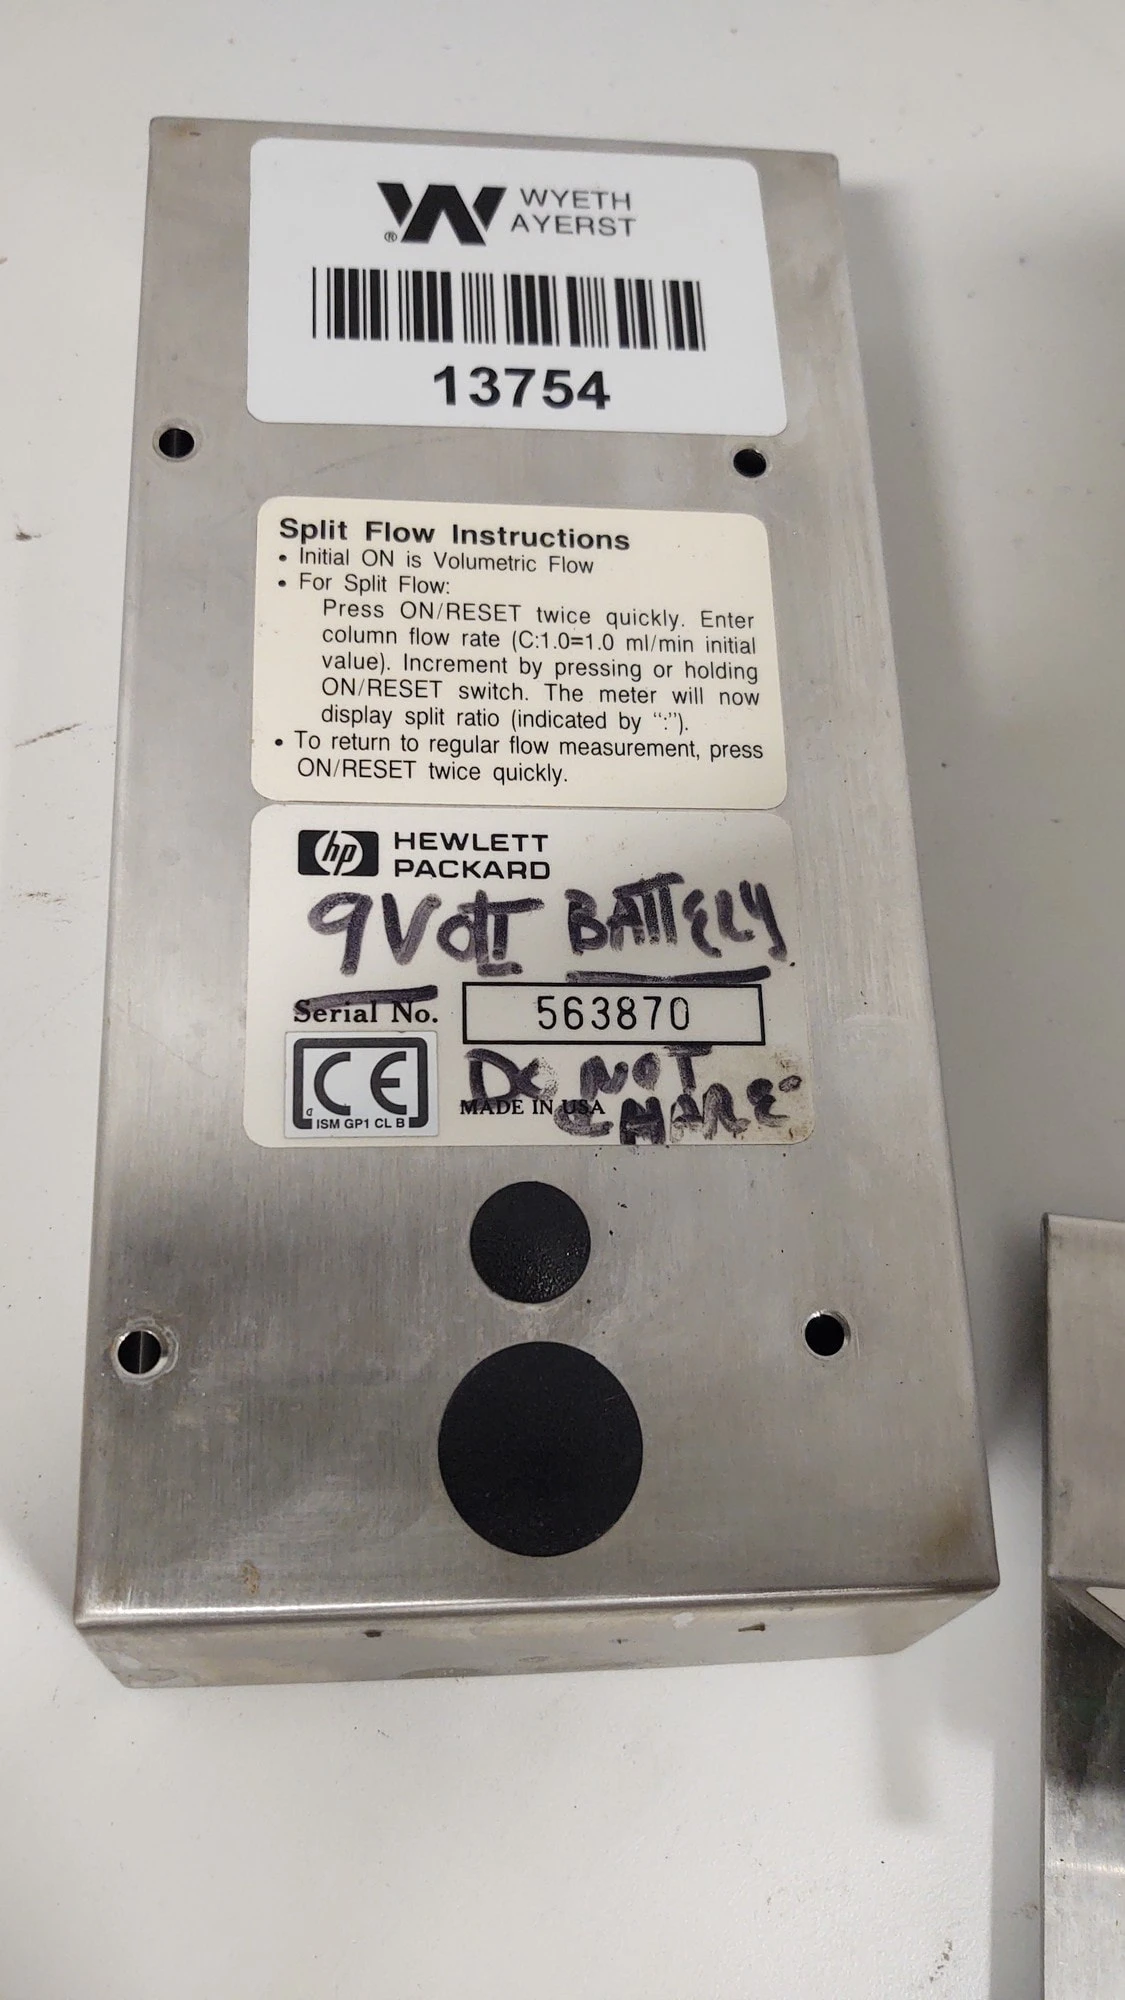 WYETH
AYERST
®
13754
Split Flow Instructions
• Initial ON is Volumetric Flow
• For Split Flow:
Press ON/RESET twice quickly. Enter
column flow rate (C:1.0=1.0 ml/min initial
value). Increment by pressing or holding
ON/RESET switch. The meter will now
display split ratio (indicated by “:”).
• To return to regular flow measurement, press
ON/RESET twice quickly.
hp HEWLETT
PACKARD
9Volt BATTERY
Serial No. 563870
CE
ISM GP1 CL B
DO NOT
MADE IN USA